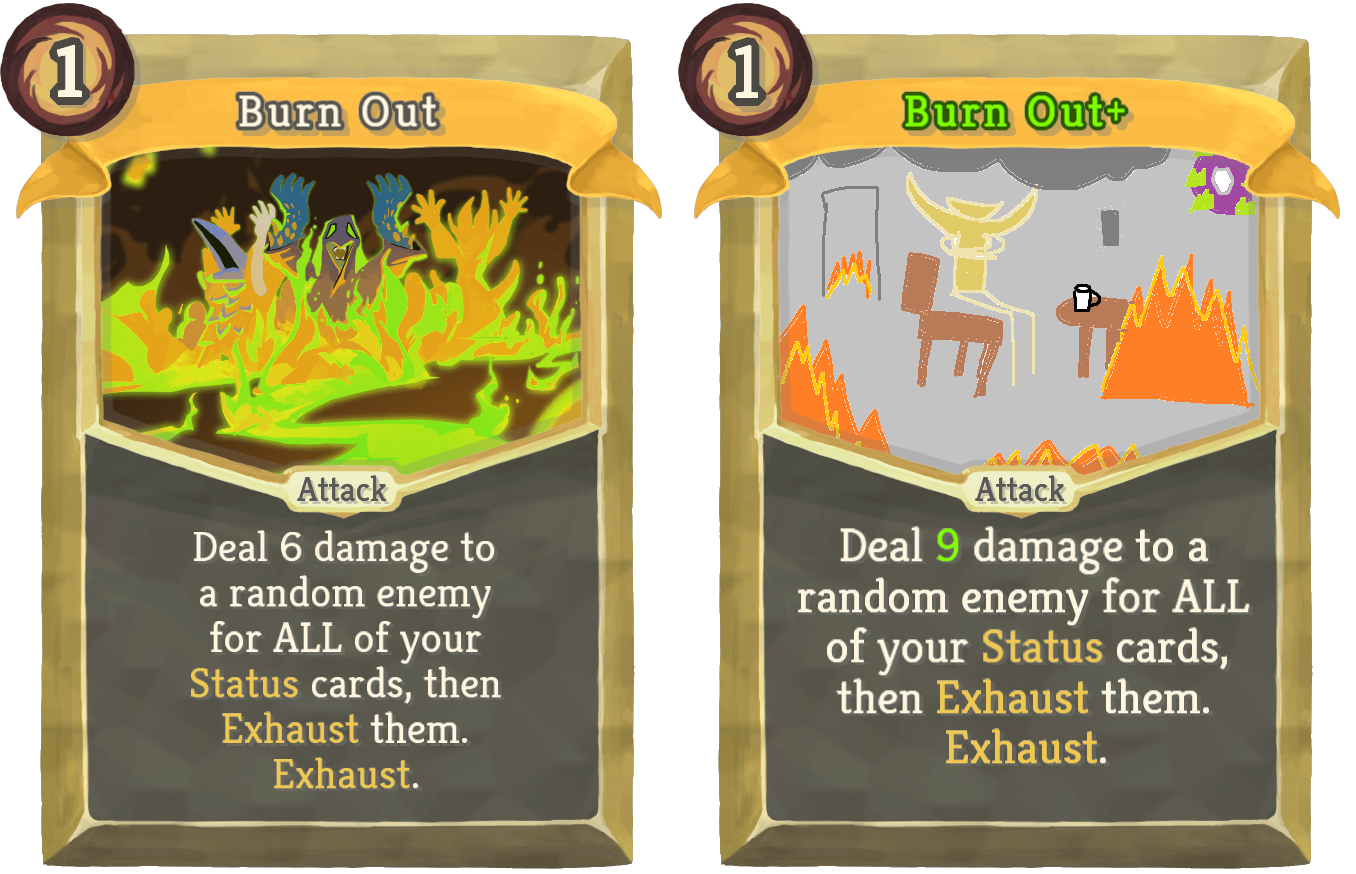 1
Burn Out
Attack
Deal 6 damage to
a random enemy
for ALL of your
Status cards, then
Exhaust them.
Exhaust.
1
Burn Out+
Attack
Deal 9 damage to a
random enemy for ALL
of your Status cards,
then Exhaust them.
Exhaust.